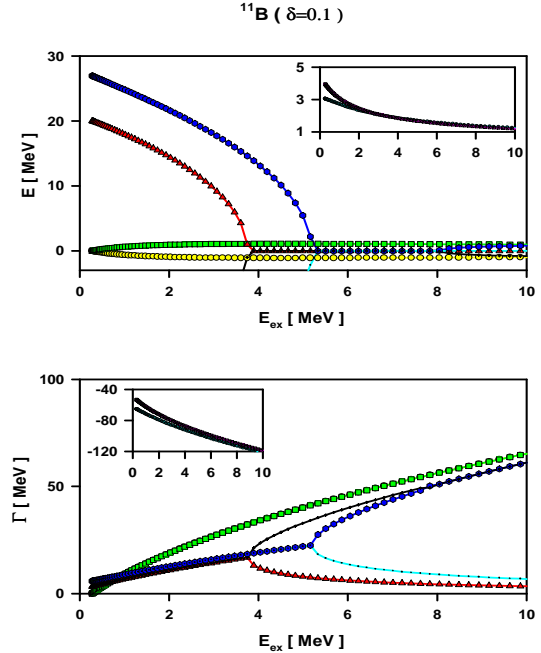 ¹¹B ( δ=0.1 )
30
20
10
0
E [ MeV ]
5
3
1
0 2 4 6 8 10
0 2 4 6 8 10
E_ex [ MeV ]
100
50
0
Γ [ MeV ]
-40
-80
-120
0 2 4 6 8 10
0 2 4 6 8 10
E_ex [ MeV ]